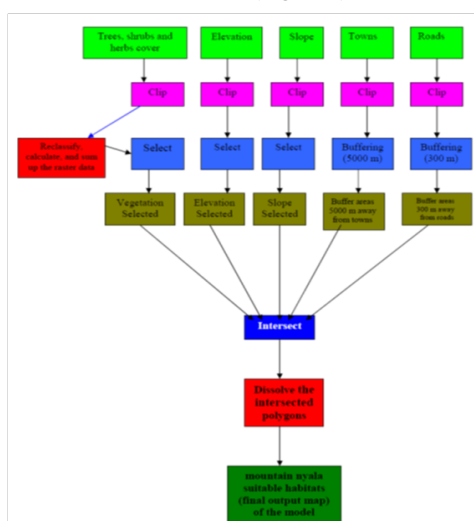 Trees, shrubs and
herbs cover
Elevation
Slope
Towns
Roads
Clip
Clip
Clip
Clip
Clip
Reclassify,
calculate, and sum
up the raster data
Select
Select
Select
Buffering
(5000 m)
Buffering
(300 m)
Vegetation
Selected
Elevation
Selected
Slope
Selected
Buffer areas
5000 m away
from towns
Buffer areas
300 m away
from roads
Intersect
Dissolve the
intersected
polygons
mountain nyala
suitable habitats
(final output map)
of the model